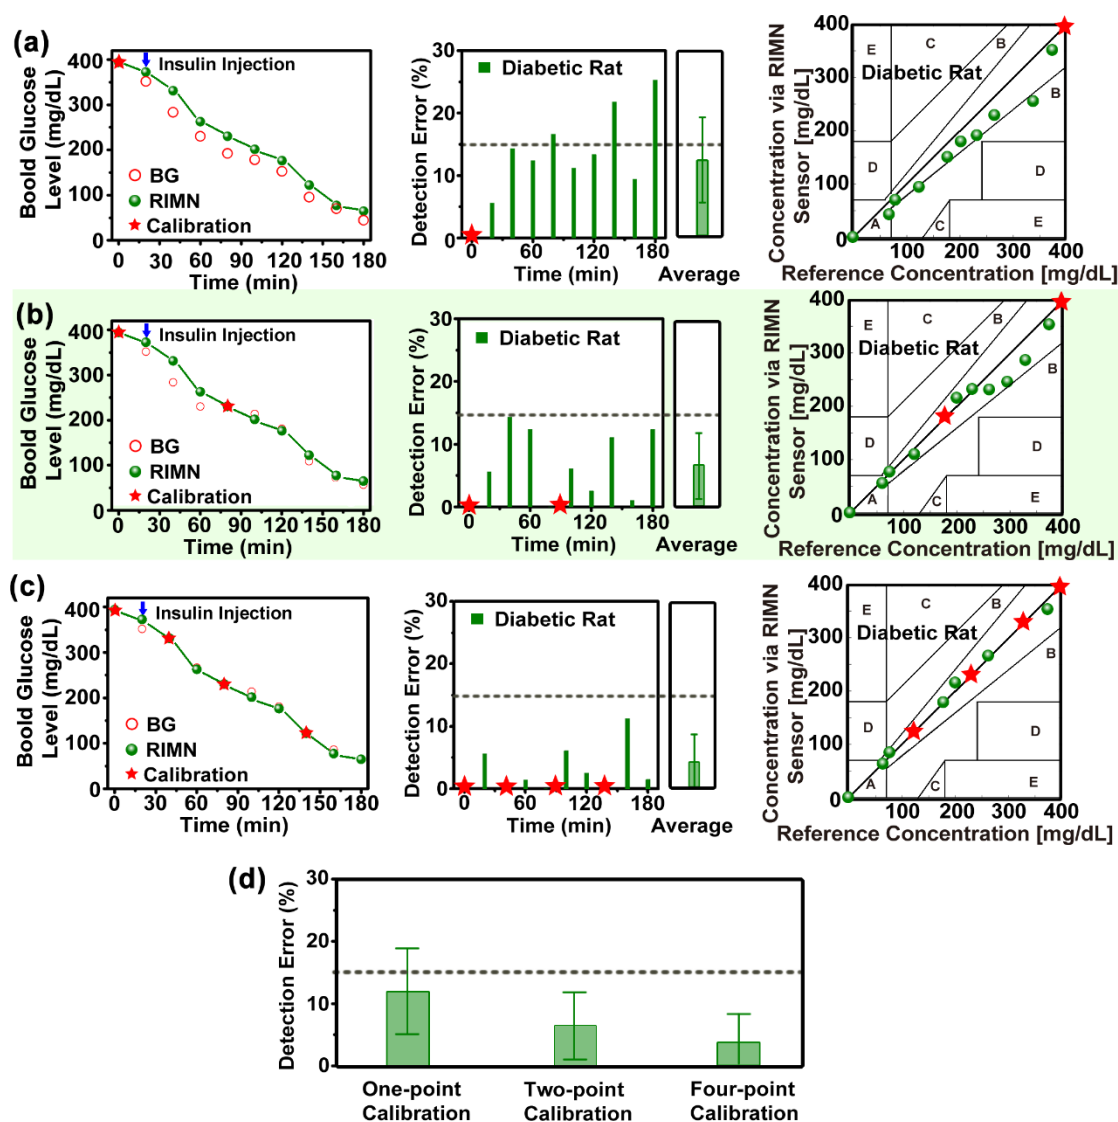 (a)
Boold Glucose
Level (mg/dL)
400
300
200
100
0
Insulin Injection
BG
RIMN
Calibration
0 30 60 90 120 150 180
Time (min)
Detection Error (%)
30
20
10
0
Diabetic Rat
0 60 120 180
Time (min)
Average
Concentration via RIMN
Sensor [mg/dL]
400
300
200
100
0
E C B
Diabetic Rat
B
D D
A C E
100 200 300 400
Reference Concentration [mg/dL]
(b)
Boold Glucose
Level (mg/dL)
400
300
200
100
0
Insulin Injection
BG
RIMN
Calibration
0 30 60 90 120 150 180
Time (min)
Detection Error (%)
30
20
10
0
Diabetic Rat
0 60 120 180
Time (min)
Average
Concentration via RIMN
Sensor [mg/dL]
400
300
200
100
0
E C B
Diabetic Rat
B
D D
A C E
100 200 300 400
Reference Concentration [mg/dL]
(c)
Boold Glucose
Level (mg/dL)
400
300
200
100
0
Insulin Injection
BG
RIMN
Calibration
0 30 60 90 120 150 180
Time (min)
Detection Error (%)
30
20
10
0
Diabetic Rat
0 60 120 180
Time (min)
Average
Concentration via RIMN
Sensor [mg/dL]
400
300
200
100
0
E C B
Diabetic Rat
B
D D
A C E
100 200 300 400
Reference Concentration [mg/dL]
(d)
Detection Error (%)
30
20
10
0
One-point
Calibration
Two-point
Calibration
Four-point
Calibration